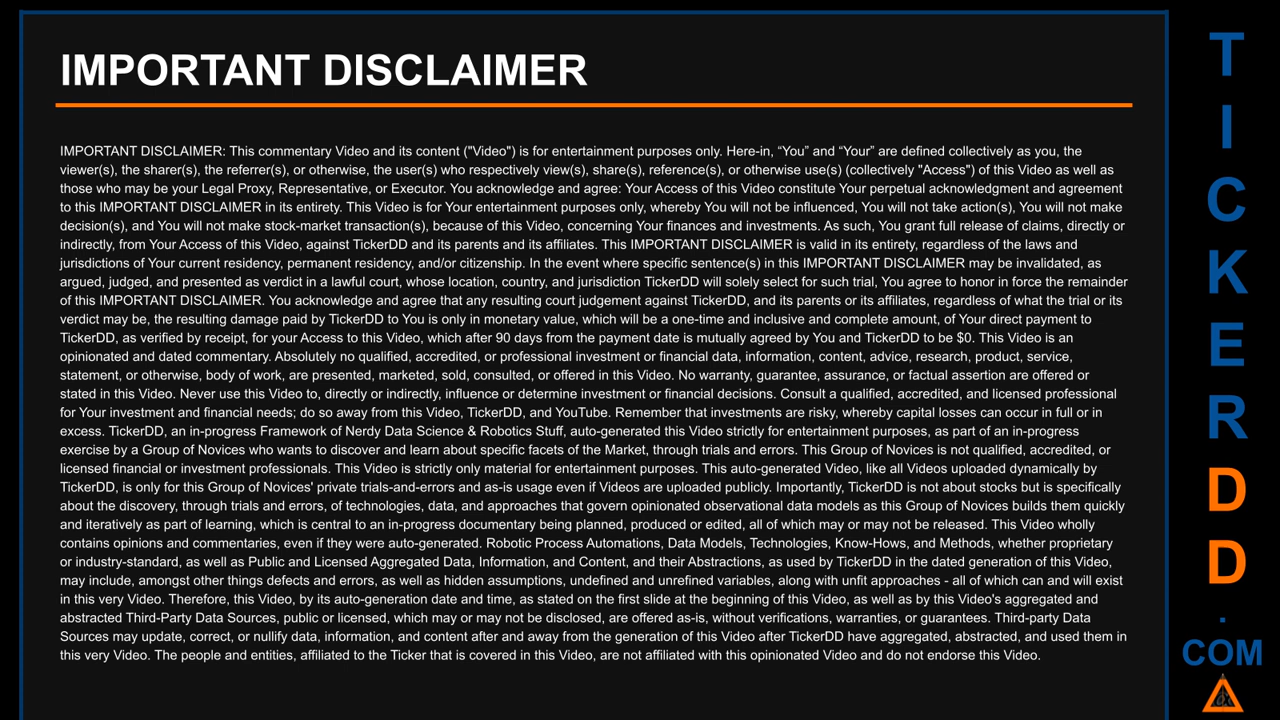 IMPORTANT DISCLAIMER
IMPORTANT DISCLAIMER: This commentary Video and its content ("Video") is for entertainment purposes only. Here-in, “You” and “Your” are defined collectively as you, the
viewer(s), the sharer(s), the referrer(s), or otherwise, the user(s) who respectively view(s), share(s), reference(s), or otherwise use(s) (collectively "Access") of this Video as well as
those who may be your Legal Proxy, Representative, or Executor. You acknowledge and agree: Your Access of this Video constitute Your perpetual acknowledgment and agreement
to this IMPORTANT DISCLAIMER in its entirety. This Video is for Your entertainment purposes only, whereby You will not be influenced, You will not take action(s), You will not make
decision(s), and You will not make stock-market transaction(s), because of this Video, concerning Your finances and investments. As such, You grant full release of claims, directly or
indirectly, from Your Access of this Video, against TickerDD and its parents and its affiliates. This IMPORTANT DISCLAIMER is valid in its entirety, regardless of the laws and
jurisdictions of Your current residency, permanent residency, and/or citizenship. In the event where specific sentence(s) in this IMPORTANT DISCLAIMER may be invalidated, as
argued, judged, and presented as verdict in a lawful court, whose location, country, and jurisdiction TickerDD will solely select for such trial, You agree to honor in force the remainder
of this IMPORTANT DISCLAIMER. You acknowledge and agree that any resulting court judgement against TickerDD, and its parents or its affiliates, regardless of what the trial or its
verdict may be, the resulting damage paid by TickerDD to You is only in monetary value, which will be a one-time and inclusive and complete amount, of Your direct payment to
TickerDD, as verified by receipt, for your Access to this Video, which after 90 days from the payment date is mutually agreed by You and TickerDD to be $0. This Video is an
opinionated and dated commentary. Absolutely no qualified, accredited, or professional investment or financial data, information, content, advice, research, product, service,
statement, or otherwise, body of work, are presented, marketed, sold, consulted, or offered in this Video. No warranty, guarantee, assurance, or factual assertion are offered or
stated in this Video. Never use this Video to, directly or indirectly, influence or determine investment or financial decisions. Consult a qualified, accredited, and licensed professional
for Your investment and financial needs; do so away from this Video, TickerDD, and YouTube. Remember that investments are risky, whereby capital losses can occur in full or in
excess. TickerDD, an in-progress Framework of Nerdy Data Science & Robotics Stuff, auto-generated this Video strictly for entertainment purposes, as part of an in-progress
exercise by a Group of Novices who wants to discover and learn about specific facets of the Market, through trials and errors. This Group of Novices is not qualified, accredited, or
licensed financial or investment professionals. This Video is strictly only material for entertainment purposes. This auto-generated Video, like all Videos uploaded dynamically by
TickerDD, is only for this Group of Novices' private trials-and-errors and as-is usage even if Videos are uploaded publicly. Importantly, TickerDD is not about stocks but is specifically
about the discovery, through trials and errors, of technologies, data, and approaches that govern opinionated observational data models as this Group of Novices builds them quickly
and iteratively as part of learning, which is central to an in-progress documentary being planned, produced or edited, all of which may or may not be released. This Video wholly
contains opinions and commentaries, even if they were auto-generated. Robotic Process Automations, Data Models, Technologies, Know-Hows, and Methods, whether proprietary
or industry-standard, as well as Public and Licensed Aggregated Data, Information, and Content, and their Abstractions, as used by TickerDD in the dated generation of this Video,
may include, amongst other things defects and errors, as well as hidden assumptions, undefined and unrefined variables, along with unfit approaches - all of which can and will exist
in this very Video. Therefore, this Video, by its auto-generation date and time, as stated on the first slide at the beginning of this Video, as well as by this Video's aggregated and
abstracted Third-Party Data Sources, public or licensed, which may or may not be disclosed, are offered as-is, without verifications, warranties, or guarantees. Third-party Data
Sources may update, correct, or nullify data, information, and content after and away from the generation of this Video after TickerDD have aggregated, abstracted, and used them in
this very Video. The people and entities, affiliated to the Ticker that is covered in this Video, are not affiliated with this opinionated Video and do not endorse this Video.
T
I
C
K
E
R
D
D
.
COM